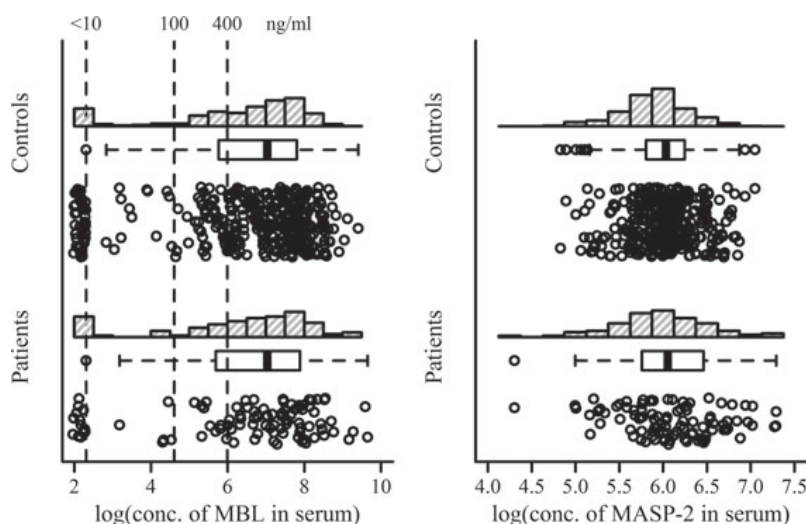 <10 100 400 ng/ml
Controls
Controls
Patients
Patients
2 4 6 8 10
4.0 4.5 5.0 5.5 6.0 6.5 7.0 7.5
log(conc. of MBL in serum)
log(conc. of MASP-2 in serum)